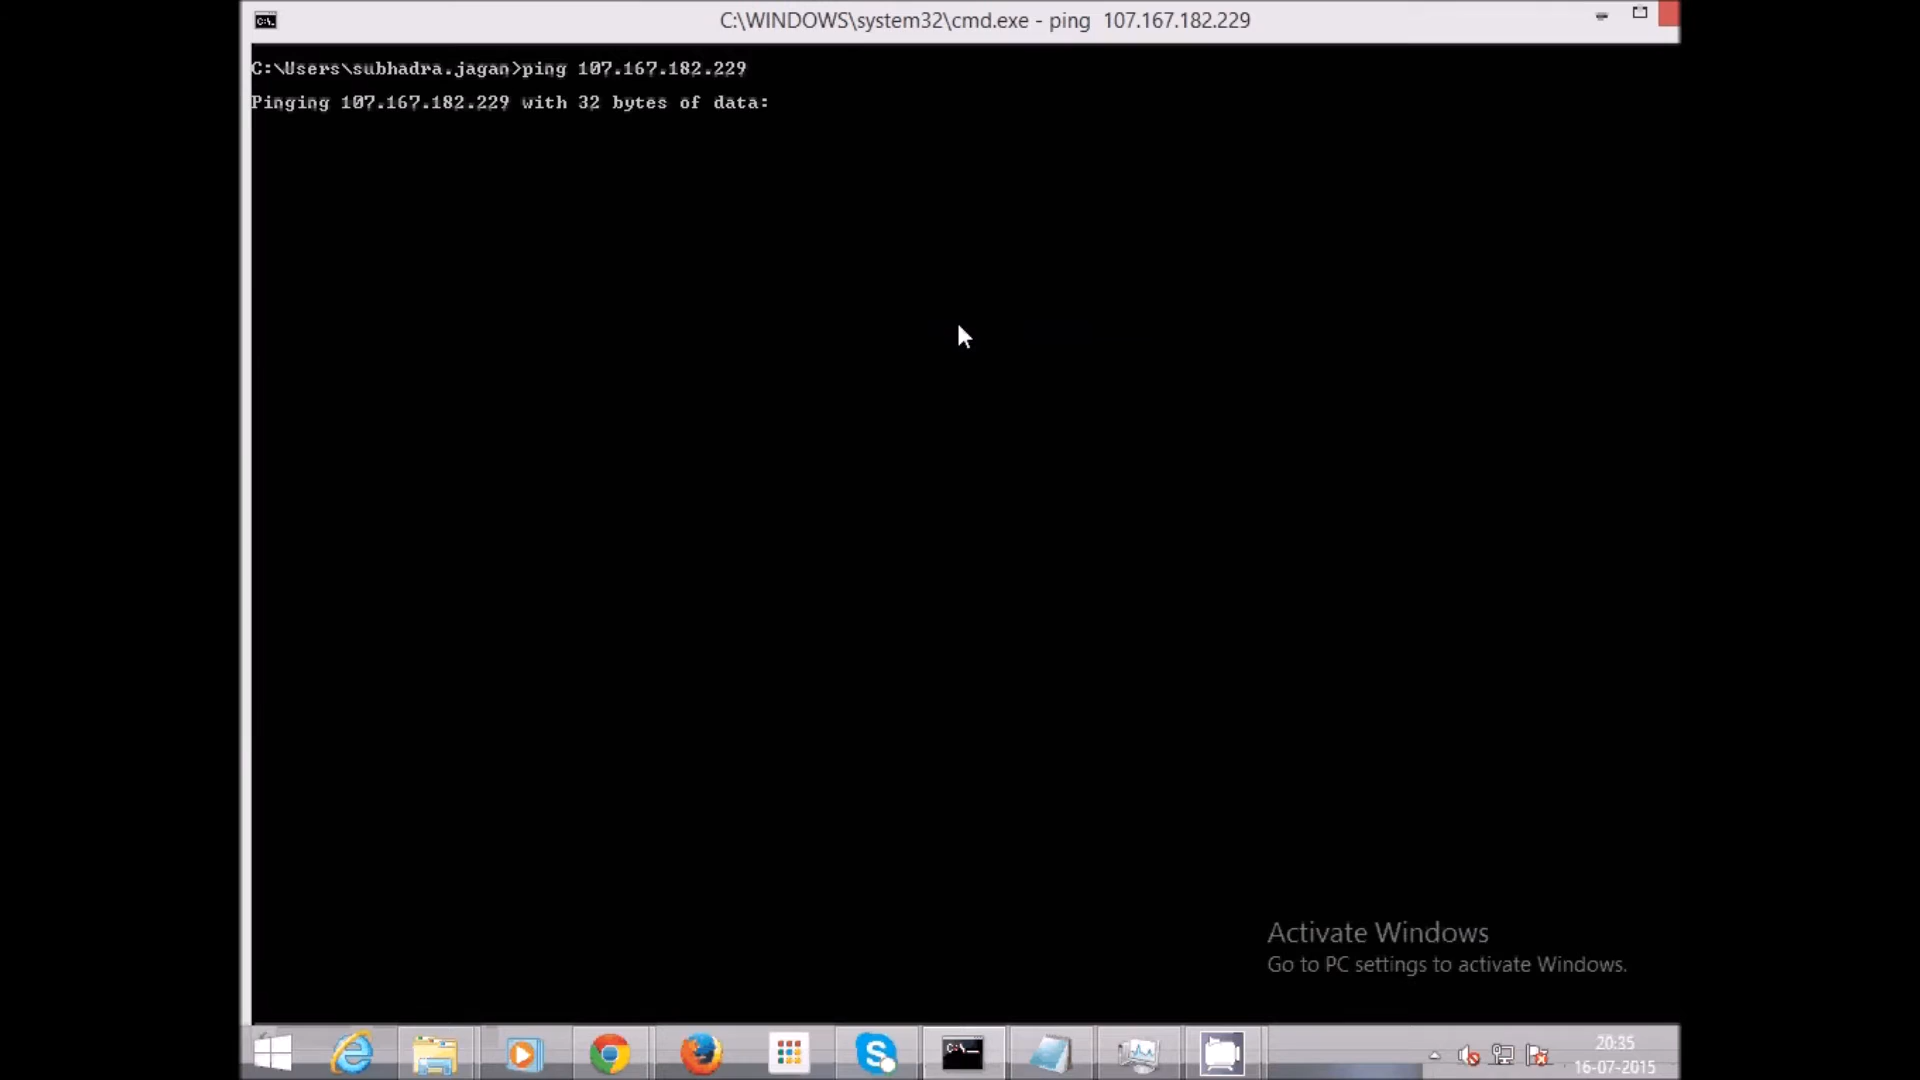 C:\WINDOWS\system32\cmd.exe - ping  107.167.182.229
C:\Users\subhadra.jagan>ping 107.167.182.229
Pinging 107.167.182.229 with 32 bytes of data:
Activate Windows
Go to PC settings to activate Windows.
20:35
16-07-2015